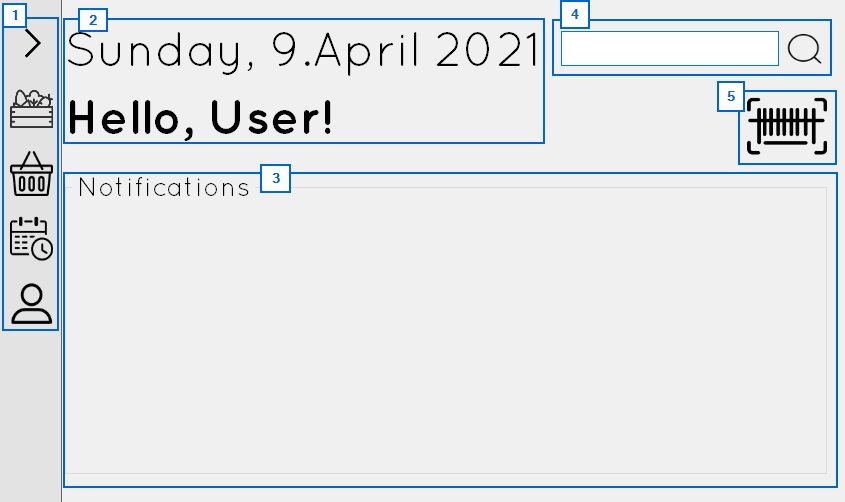 1
2
Sunday, 9.April 2021
Hello, User!
4
5
Notifications
3